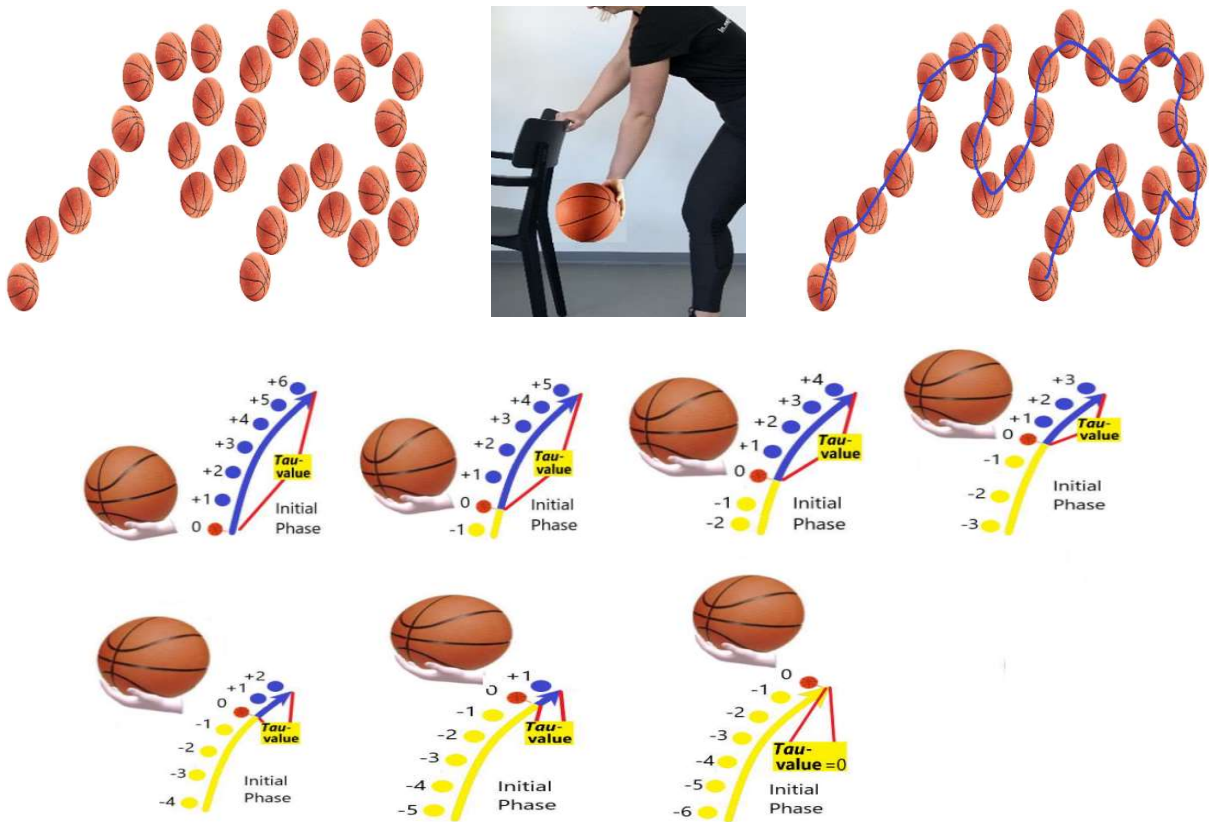 +6
+5
+4
+3
+2
+1
0
Tau-
value
Initial
Phase
+5
+4
+3
+2
+1
0
-1
Tau-
value
Initial
Phase
+4
+3
+2
+1
0
-1
-2
Tau-
value
Initial
Phase
+3
+2
+1
0
-1
-2
-3
Tau-
value
Initial
Phase
+2
+1
0
-1
-2
-3
-4
Tau-
value
Initial
Phase
+1
0
-1
-2
-3
-4
-5
Tau-
value
Initial
Phase
0
-1
-2
-3
-4
-5
-6
Tau-
value =0
Initial
Phase